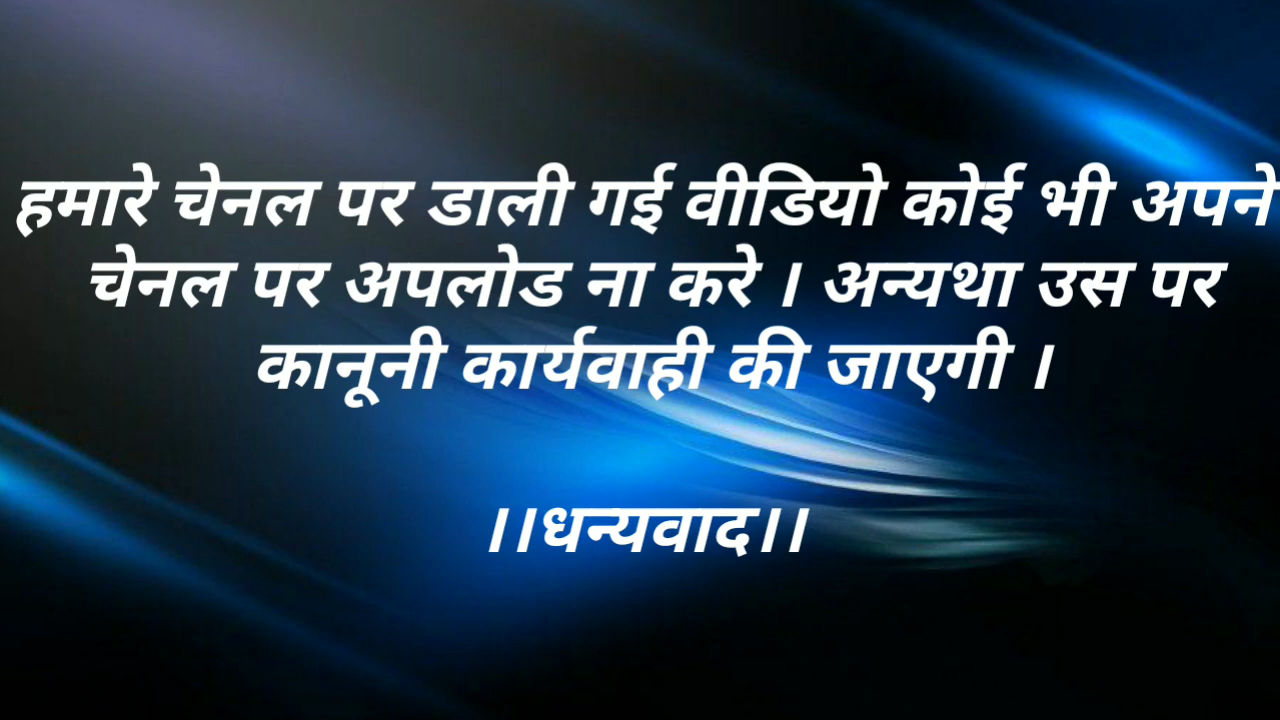 हमारे चेनल पर डाली गई वीडियो कोई भी अपने
चेनल पर अपलोड ना करे । अन्यथा उस पर
कानूनी कार्यवाही की जाएगी ।
।।धन्यवाद।।